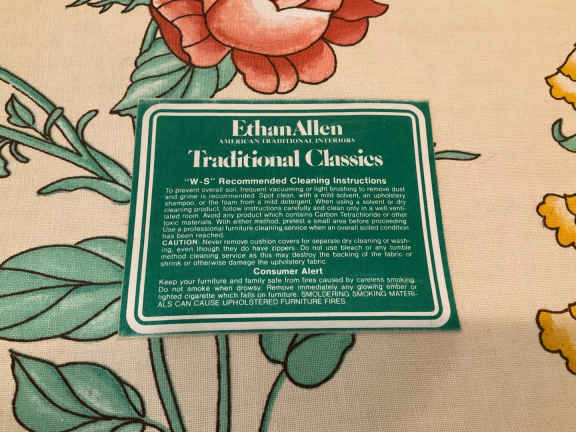 Ethan Allen
AMERICAN TRADITIONAL INTERIORS
Traditional Classics
"W-S" Recommended Cleaning Instructions
To prevent overall soil, frequent vacuuming or light brushing to remove dust
and grime is recommended. Spot clean, with a mild solvent, an upholstery
shampoo, or the foam from a mild detergent. When using a solvent or dry
cleaning product, follow instructions carefully and clean only in a well venti-
lated room. Avoid any product which contains Carbon Tetrachloride or other
toxic materials. With either method, pretest a small area before proceeding.
Use a professional furniture cleaning service when an overall soiled condition
has been reached.
CAUTION: Never remove cushion covers for separate dry cleaning or wash-
ing, even though they do have zippers. Do not use bleach or any tumble
method cleaning service as this may destroy the backing of the fabric or
shrink or otherwise damage the upholstery fabric.
Consumer Alert
Keep your furniture and family safe from fires caused by careless smoking.
Do not smoke when drowsy. Remove immediately any glowing ember or
lighted cigarette which falls on furniture. SMOLDERING SMOKING MATERI-
ALS CAN CAUSE UPHOLSTERED FURNITURE FIRES.